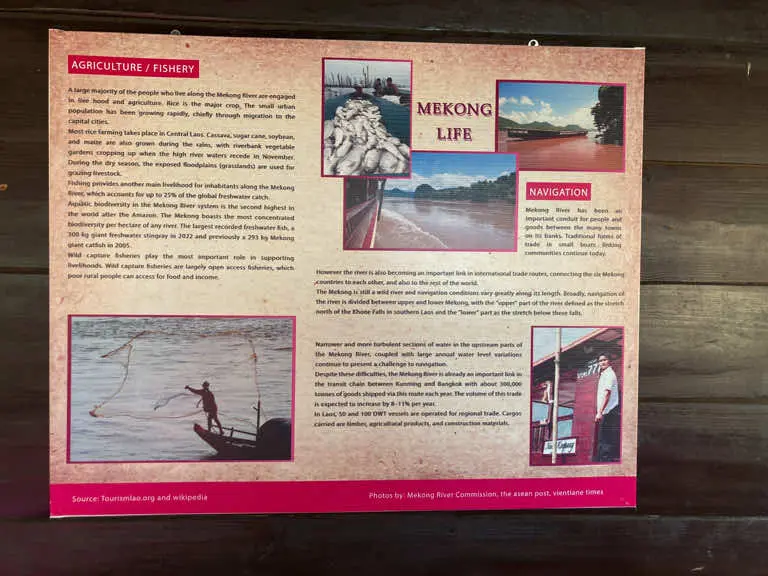 AGRICULTURE / FISHERY
A large majority of the people who live along the Mekong River are engaged
in live hood and agriculture. Rice is the major crop. The small urban
population has been growing rapidly, chiefly through migration to the
capital cities.
Most rice farming takes place in Central Laos. Cassava, sugar cane, soybean,
and maize are also grown during the rains, with riverbank vegetable
gardens cropping up when the high river waters recede in November.
During the dry season, the exposed floodplains (grasslands) are used for
grazing livestock.
Fishing provides another main livelihood for inhabitants along the Mekong
River, which accounts for up to 25% of the global freshwater catch.
Aquatic biodiversity in the Mekong River system is the second highest in
the world after the Amazon. The Mekong boasts the most concentrated
biodiversity per hectare of any river. The largest recorded freshwater fish, a
300 kg giant freshwater stingray in 2022 and previously a 293 kg Mekong
giant catfish in 2005.
Wild capture fisheries play the most important role in supporting
livelihoods. Wild capture fisheries are largely open access fisheries, which
poor rural people can access for food and income.
MEKONG
LIFE
NAVIGATION
Mekong River has been an
important conduit for people and
goods between the many towns
on its banks. Traditional forms of
trade in small boats linking
communities continue today.
However the river is also becoming an important link in international trade routes, connecting the six Mekong
countries to each other, and also to the rest of the world.
The Mekong is still a wild river and navigation conditions vary greatly along its length. Broadly, navigation of
the river is divided between upper and lower Mekong, with the "upper" part of the river defined as the stretch
north of the Khone Falls in southern Laos and the "lower" part as the stretch below these falls.
Narrower and more turbulent sections of water in the upstream parts of
the Mekong River, coupled with large annual water level variations
continue to present a challenge to navigation.
Despite these difficulties, the Mekong River is already an important link in
the transit chain between Kunming and Bangkok with about 300,000
tonnes of goods shipped via this route each year. The volume of this trade
is expected to increase by 8–11% per year.
In Laos, 50 and 100 DWT vessels are operated for regional trade. Cargos
carried are timber, agricultural products, and construction materials.
Source: Tourismlao.org and wikipedia
Photos by: Mekong River Commission, the asean post, vientiane times